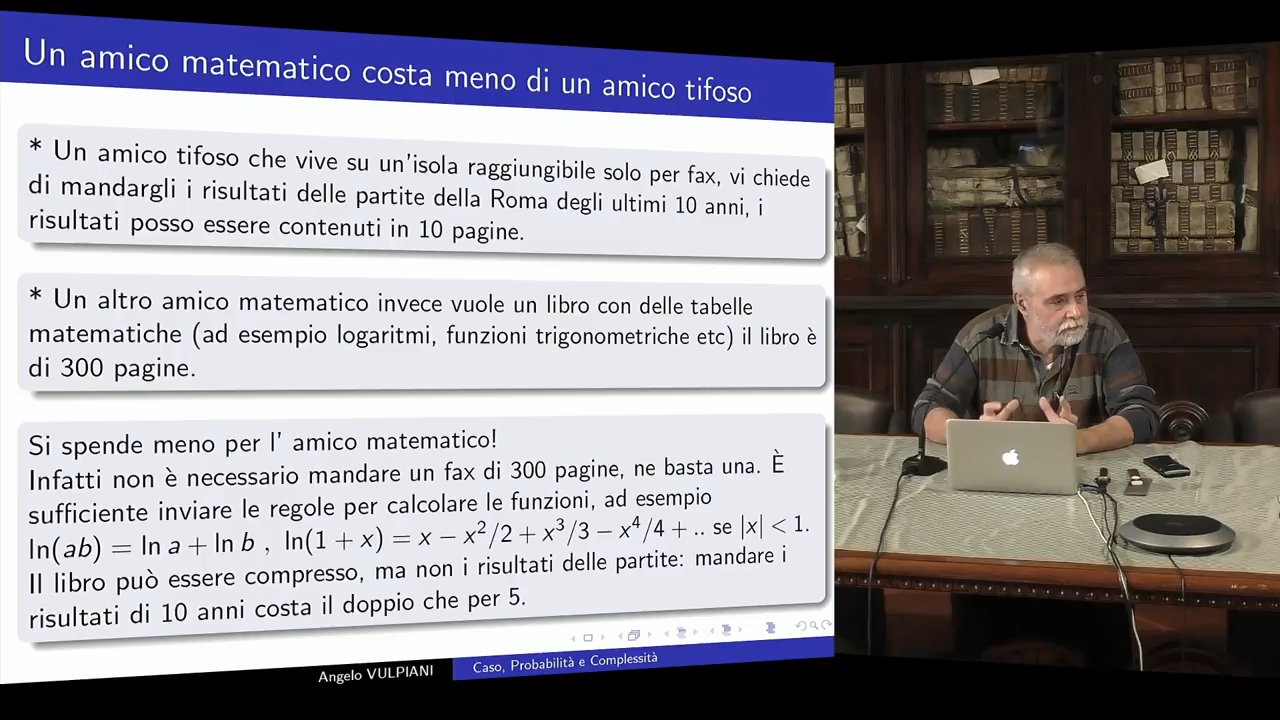 Un amico matematico costa meno di un amico tifoso
* Un amico tifoso che vive su un'isola raggiungibile solo per fax, vi chiede
di mandargli i risultati delle partite della Roma degli ultimi 10 anni, i
risultati posso essere contenuti in 10 pagine.
* Un altro amico matematico invece vuole un libro con delle tabelle
matematiche (ad esempio logaritmi, funzioni trigonometriche etc) il libro è
di 300 pagine.
Si spende meno per l' amico matematico!
Infatti non è necessario mandare un fax di 300 pagine, ne basta una. È
sufficiente inviare le regole per calcolare le funzioni, ad esempio
ln(ab) = ln a + ln b , ln(1 + x) = x − x²/2 + x³/3 − x⁴/4 + .. se |x| < 1.
Il libro può essere compresso, ma non i risultati delle partite: mandare i
risultati di 10 anni costa il doppio che per 5.
Angelo VULPIANI
Caso, Probabilità e Complessità